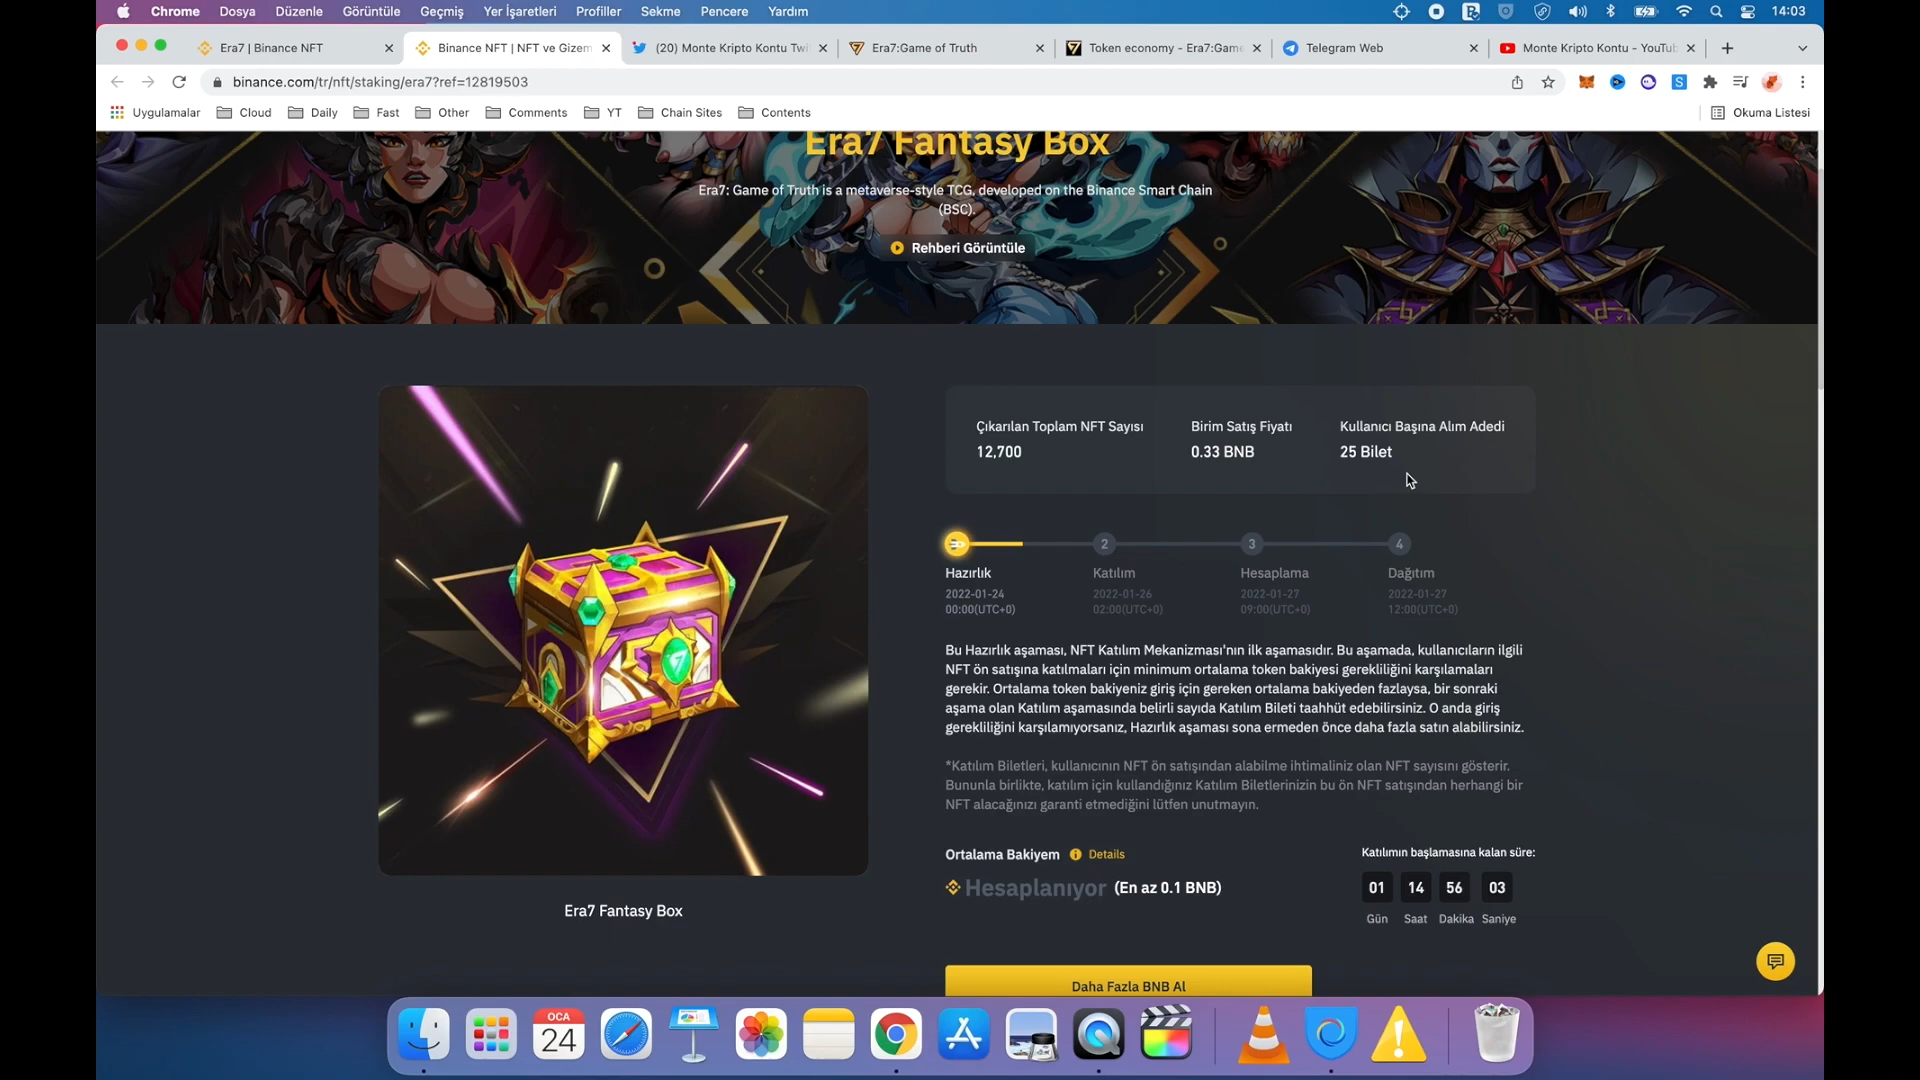 Chrome Dosya Düzenle Görüntüle Geçmiş Yer İşaretleri Profiller Sekme Pencere Yardım 14:03
Era7 | Binance NFT
Binance NFT | NFT ve Gizem
(20) Monte Kripto Kontu Twi
Era7:Game of Truth
Token economy - Era7:Game
Telegram Web
Monte Kripto Kontu - YouTub
binance.com/tr/nft/staking/era7?ref=12819503
Uygulamalar Cloud Daily Fast Other Comments YT Chain Sites Contents Okuma Listesi
Era7 Fantasy Box
Era7: Game of Truth is a metaverse-style TCG, developed on the Binance Smart Chain
(BSC).
Rehberi Görüntüle
Çıkarılan Toplam NFT Sayısı Birim Satış Fiyatı Kullanıcı Başına Alım Adedi
12,700 0.33 BNB 25 Bilet
2 3 4
Hazırlık Katılım Hesaplama Dağıtım
2022-01-24 2022-01-26 2022-01-27 2022-01-27
00:00(UTC+0) 02:00(UTC+0) 09:00(UTC+0) 12:00(UTC+0)
Bu Hazırlık aşaması, NFT Katılım Mekanizması'nın ilk aşamasıdır. Bu aşamada, kullanıcıların ilgili
NFT ön satışına katılmaları için minimum ortalama token bakiyesi gerekliliğini karşılamaları
gerekir. Ortalama token bakiyeniz giriş için gereken ortalama bakiyeden fazlaysa, bir sonraki
aşama olan Katılım aşamasında belirli sayıda Katılım Bileti taahhüt edebilirsiniz. O anda giriş
gerekliliğini karşılamıyorsanız, Hazırlık aşaması sona ermeden önce daha fazla satın alabilirsiniz.
*Katılım Biletleri, kullanıcının NFT ön satışından alabilme ihtimaliniz olan NFT sayısını gösterir.
Bununla birlikte, katılım için kullandığınız Katılım Biletlerinizin bu ön NFT satışından herhangi bir
NFT alacağınızı garanti etmediğini lütfen unutmayın.
Ortalama Bakiyem Details
Hesaplanıyor (En az 0.1 BNB)
Katılımın başlamasına kalan süre:
01 14 56 03
Gün Saat Dakika Saniye
Era7 Fantasy Box
Daha Fazla BNB Al
OCA
24